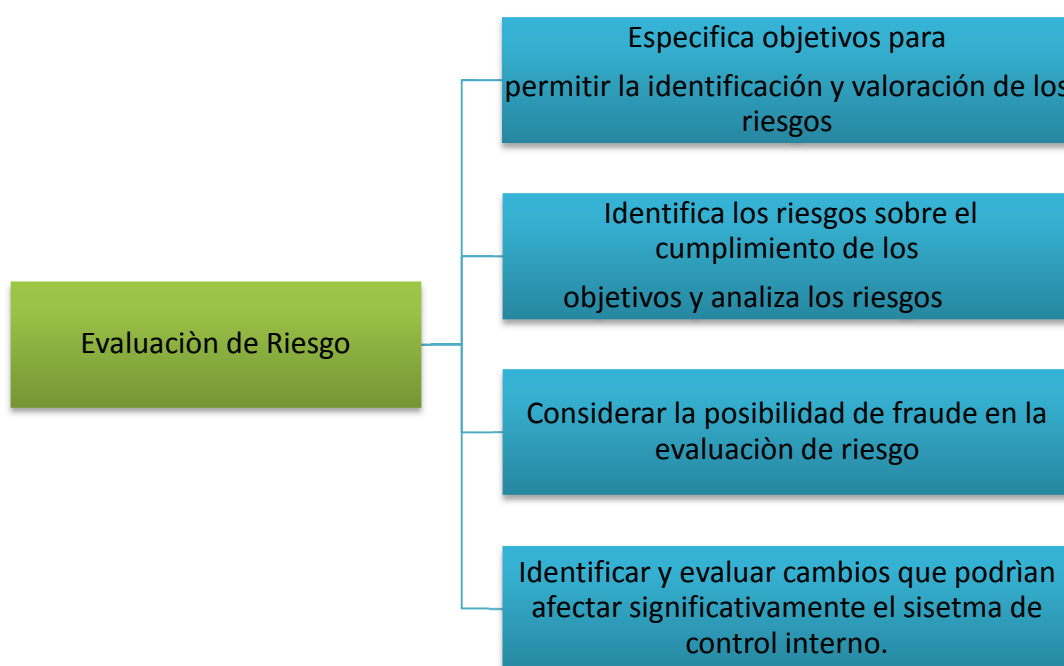 Especifica objetivos para
permitir la identificación y valoración de los
riesgos
Identifica los riesgos sobre el
cumplimiento de los
objetivos y analiza los riesgos
Evaluaciòn de Riesgo
Considerar la posibilidad de fraude en la
evaluaciòn de riesgo
Identificar y evaluar cambios que podrìan
afectar significativamente el sisetma de
control interno.